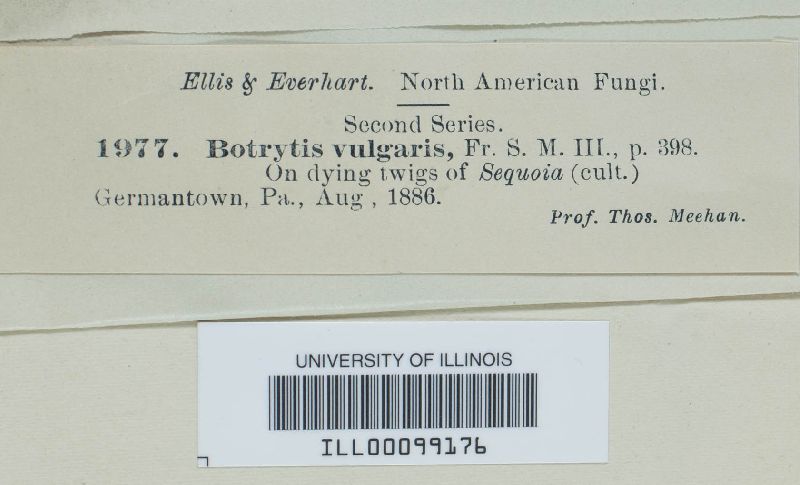 Ellis & Everhart. North American Fungi.
Second Series.
1977. Botrytis vulgaris, Fr. S. M. III., p. 398.
On dying twigs of Sequoia (cult.)
Germantown, Pa., Aug , 1886.
Prof. Thos. Meehan.
UNIVERSITY OF ILLINOIS
ILL00099176